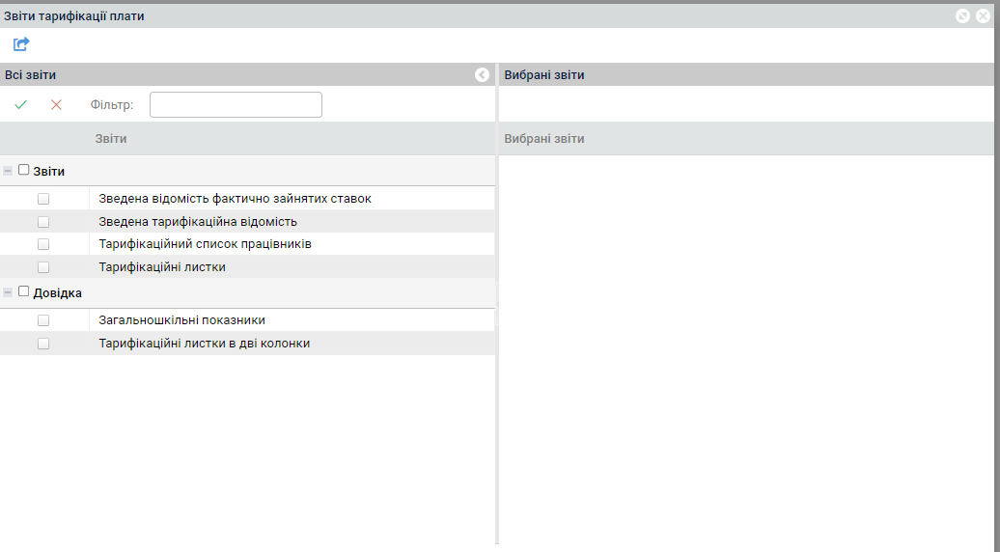 Звіти тарифікації плати
Всі звіти
Фільтр:
Звіти
Звіти
Зведена відомість фактично зайнятих ставок
Зведена тарифікаційна відомість
Тарифікаційний список працівників
Тарифікаційні листки
Довідка
Загальношкільні показники
Тарифікаційні листки в дві колонки
Вибрані звіти
Вибрані звіти